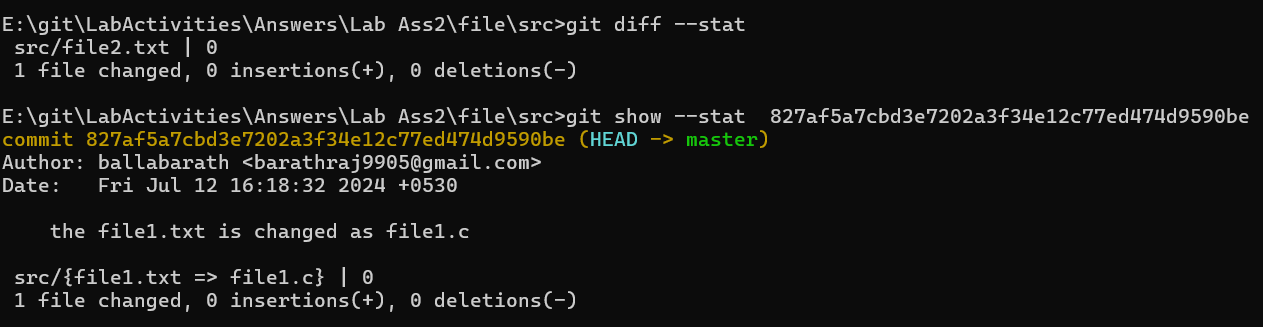 E:\git\LabActivities\Answers\Lab Ass2\file\src>git diff --stat
 src/file2.txt | 0
 1 file changed, 0 insertions(+), 0 deletions(-)

E:\git\LabActivities\Answers\Lab Ass2\file\src>git show --stat  827af5a7cbd3e7202a3f34e12c77ed474d9590be
commit 827af5a7cbd3e7202a3f34e12c77ed474d9590be (HEAD -> master)
Author: ballabarath <barathraj9905@gmail.com>
Date:   Fri Jul 12 16:18:32 2024 +0530

    the file1.txt is changed as file1.c

 src/{file1.txt => file1.c} | 0
 1 file changed, 0 insertions(+), 0 deletions(-)